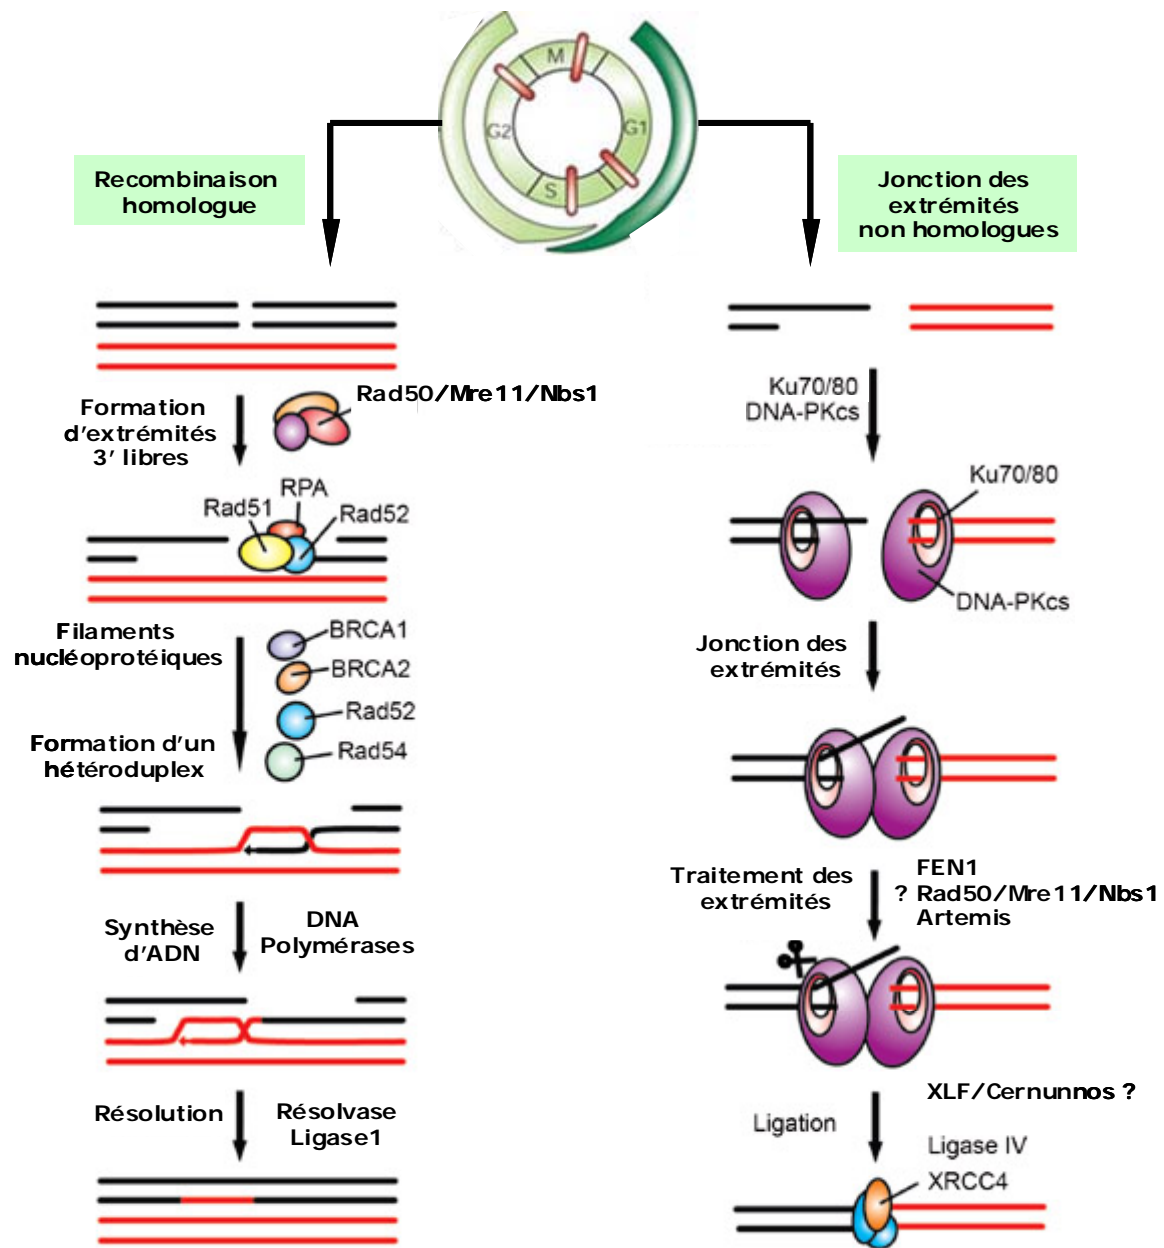 M
G2
G1
S
Recombinaison
homologue
Jonction des
extrémités
non homologues
Rad50/Mre11/Nbs1
Formation
d'extrémités
3' libres
RPA
Rad51
Rad52
Filaments
nucléoprotéiques
BRCA1
BRCA2
Rad52
Rad54
Formation d'un
hétéroduplex
Synthèse
d'ADN
DNA
Polymérases
Résolution
Résolvase
Ligase1
Ku70/80
DNA-PKcs
Ku70/80
DNA-PKcs
Jonction des
extrémités
Traitement des
extrémités
FEN1
? Rad50/Mre11/Nbs1
Artemis
XLF/Cernunnos ?
Ligation
Ligase IV
XRCC4